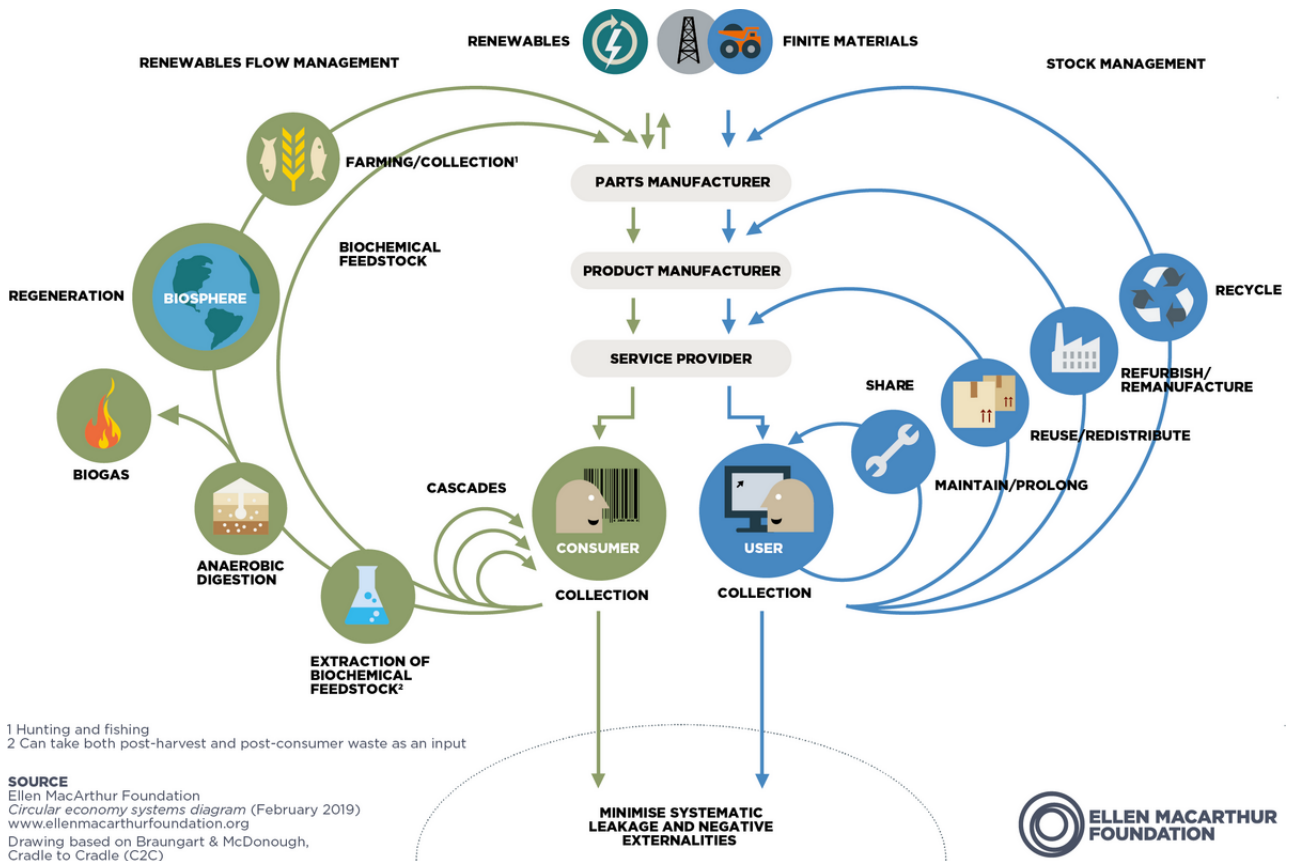 RENEWABLES
FINITE MATERIALS
RENEWABLES FLOW MANAGEMENT
STOCK MANAGEMENT
FARMING/COLLECTION¹
PARTS MANUFACTURER
BIOCHEMICAL
FEEDSTOCK
PRODUCT MANUFACTURER
REGENERATION
BIOSPHERE
RECYCLE
SERVICE PROVIDER
SHARE
REFURBISH/
REMANUFACTURE
REUSE/REDISTRIBUTE
BIOGAS
CASCADES
MAINTAIN/PROLONG
CONSUMER
USER
ANAEROBIC
DIGESTION
COLLECTION
COLLECTION
EXTRACTION OF
BIOCHEMICAL
FEEDSTOCK²
1 Hunting and fishing
2 Can take both post-harvest and post-consumer waste as an input
SOURCE
Ellen MacArthur Foundation
Circular economy systems diagram (February 2019)
www.ellenmacarthurfoundation.org
Drawing based on Braungart & McDonough,
Cradle to Cradle (C2C)
MINIMISE SYSTEMATIC
LEAKAGE AND NEGATIVE
EXTERNALITIES
ELLEN MACARTHUR
FOUNDATION